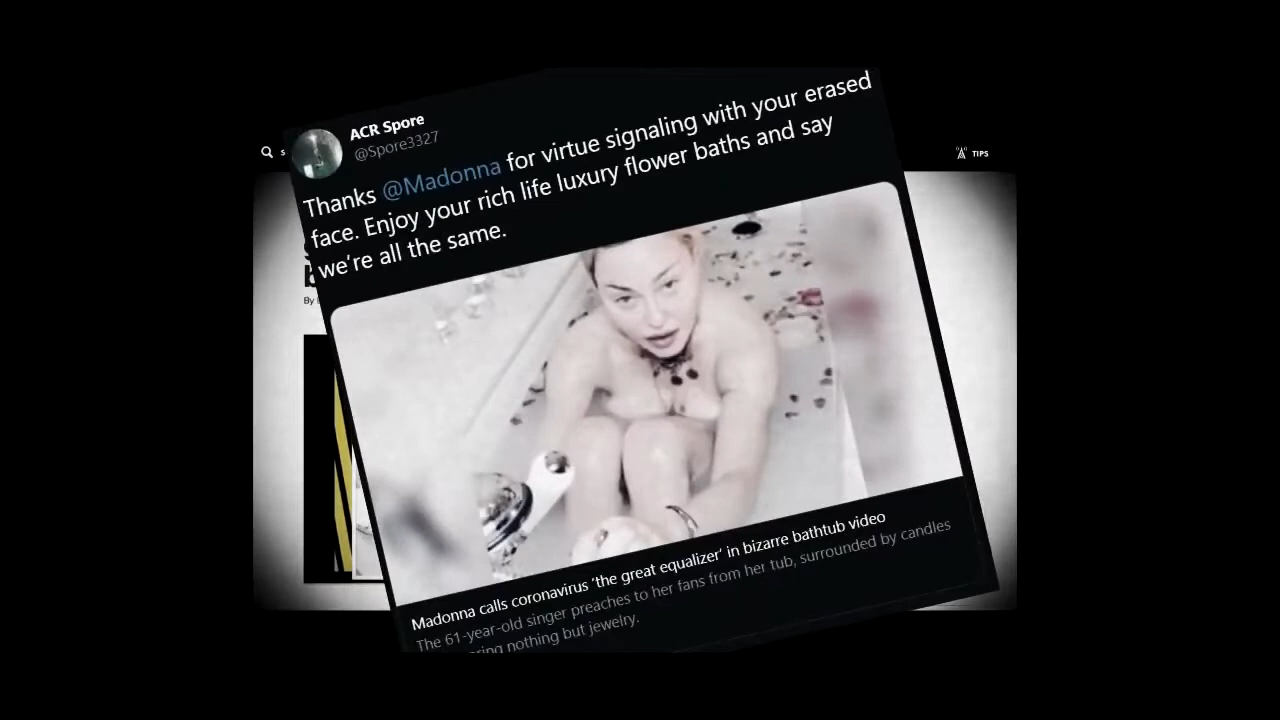 ACR Spore
@Spore3327
Thanks @Madonna for virtue signaling with your erased
face. Enjoy your rich life luxury flower baths and say
we're all the same.
TIPS
By
Madonna calls coronavirus 'the great equalizer' in bizarre bathtub video
The 61-year-old singer preaches to her fans from her tub, surrounded by candles
nothing but jewelry.